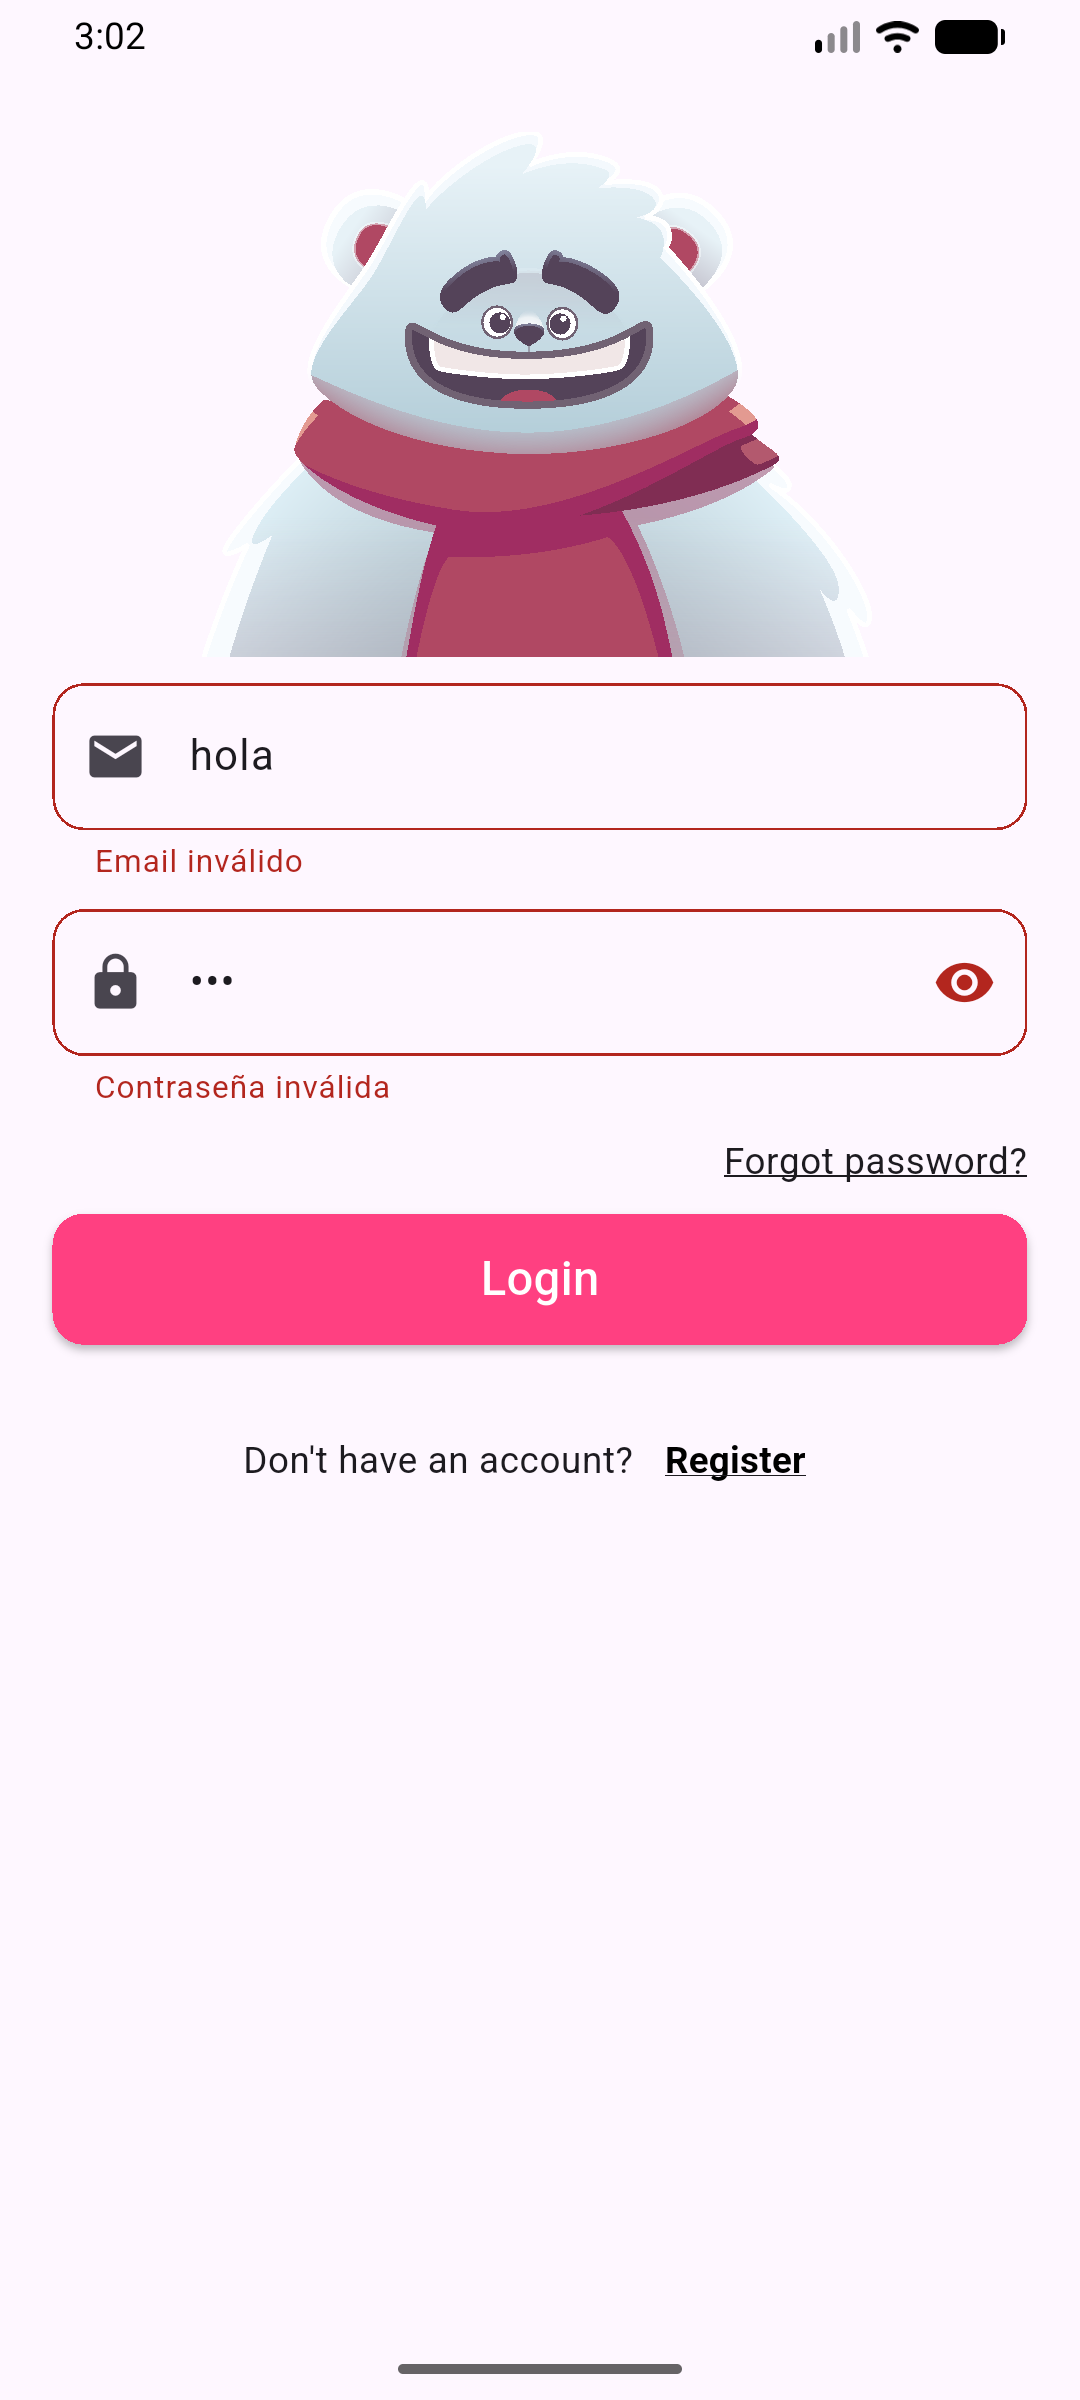 3:02
hola
Email inválido
•••
Contraseña inválida
Forgot password?
Login
Don't have an account? Register